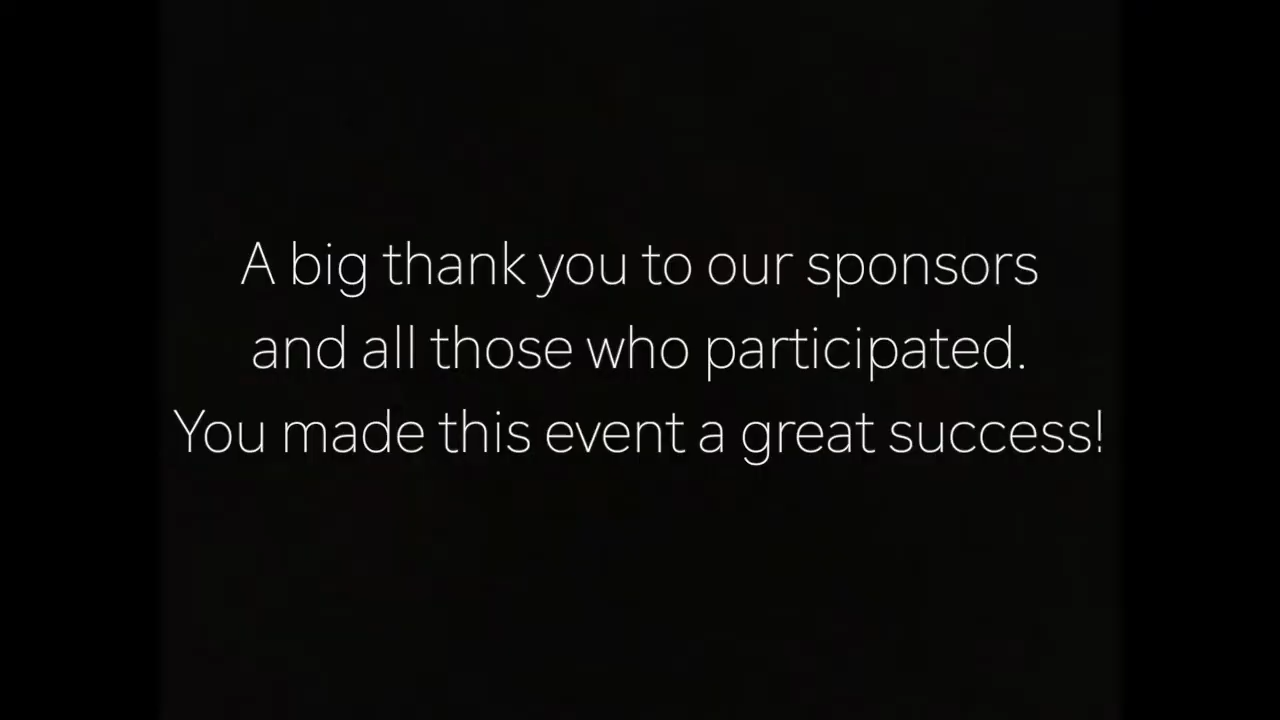 A big thank you to our sponsors
and all those who participated.
You made this event a great success!